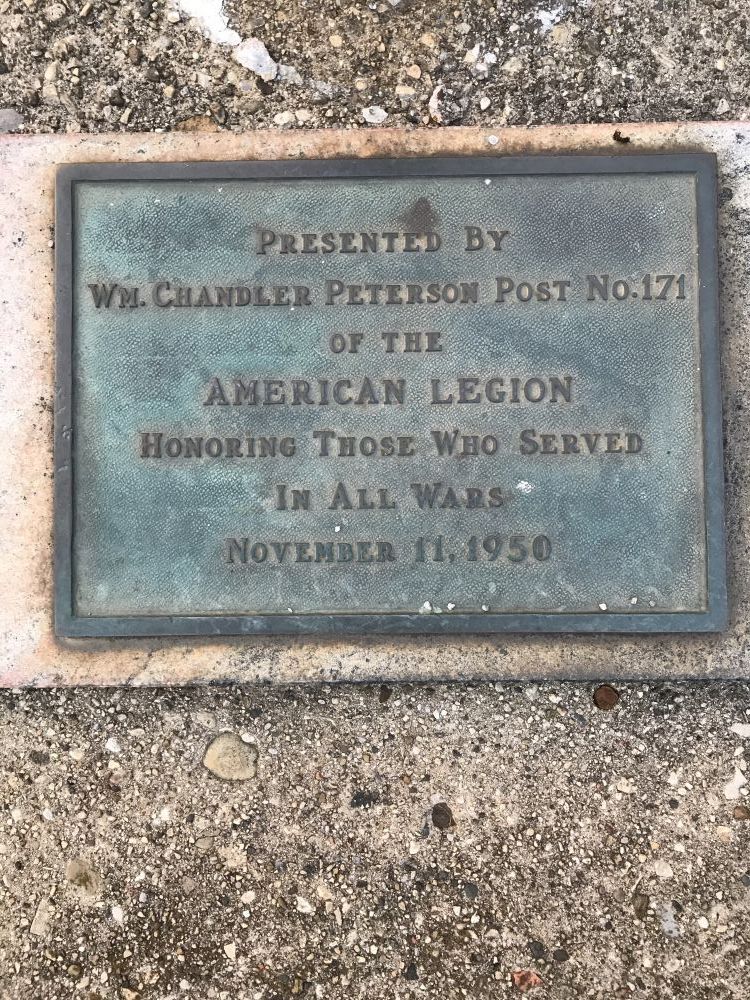 PRESENTED BY
WM. CHANDLER PETERSON POST NO. 171
OF THE
AMERICAN LEGION
HONORING THOSE WHO SERVED
IN ALL WARS
NOVEMBER 11, 1950